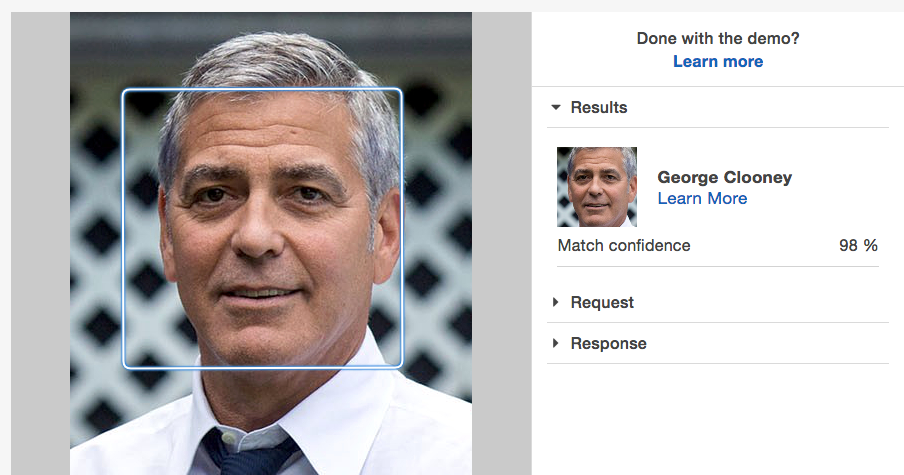 Done with the demo?
Learn more
Results
George Clooney
Learn More
Match confidence 98 %
Request
Response